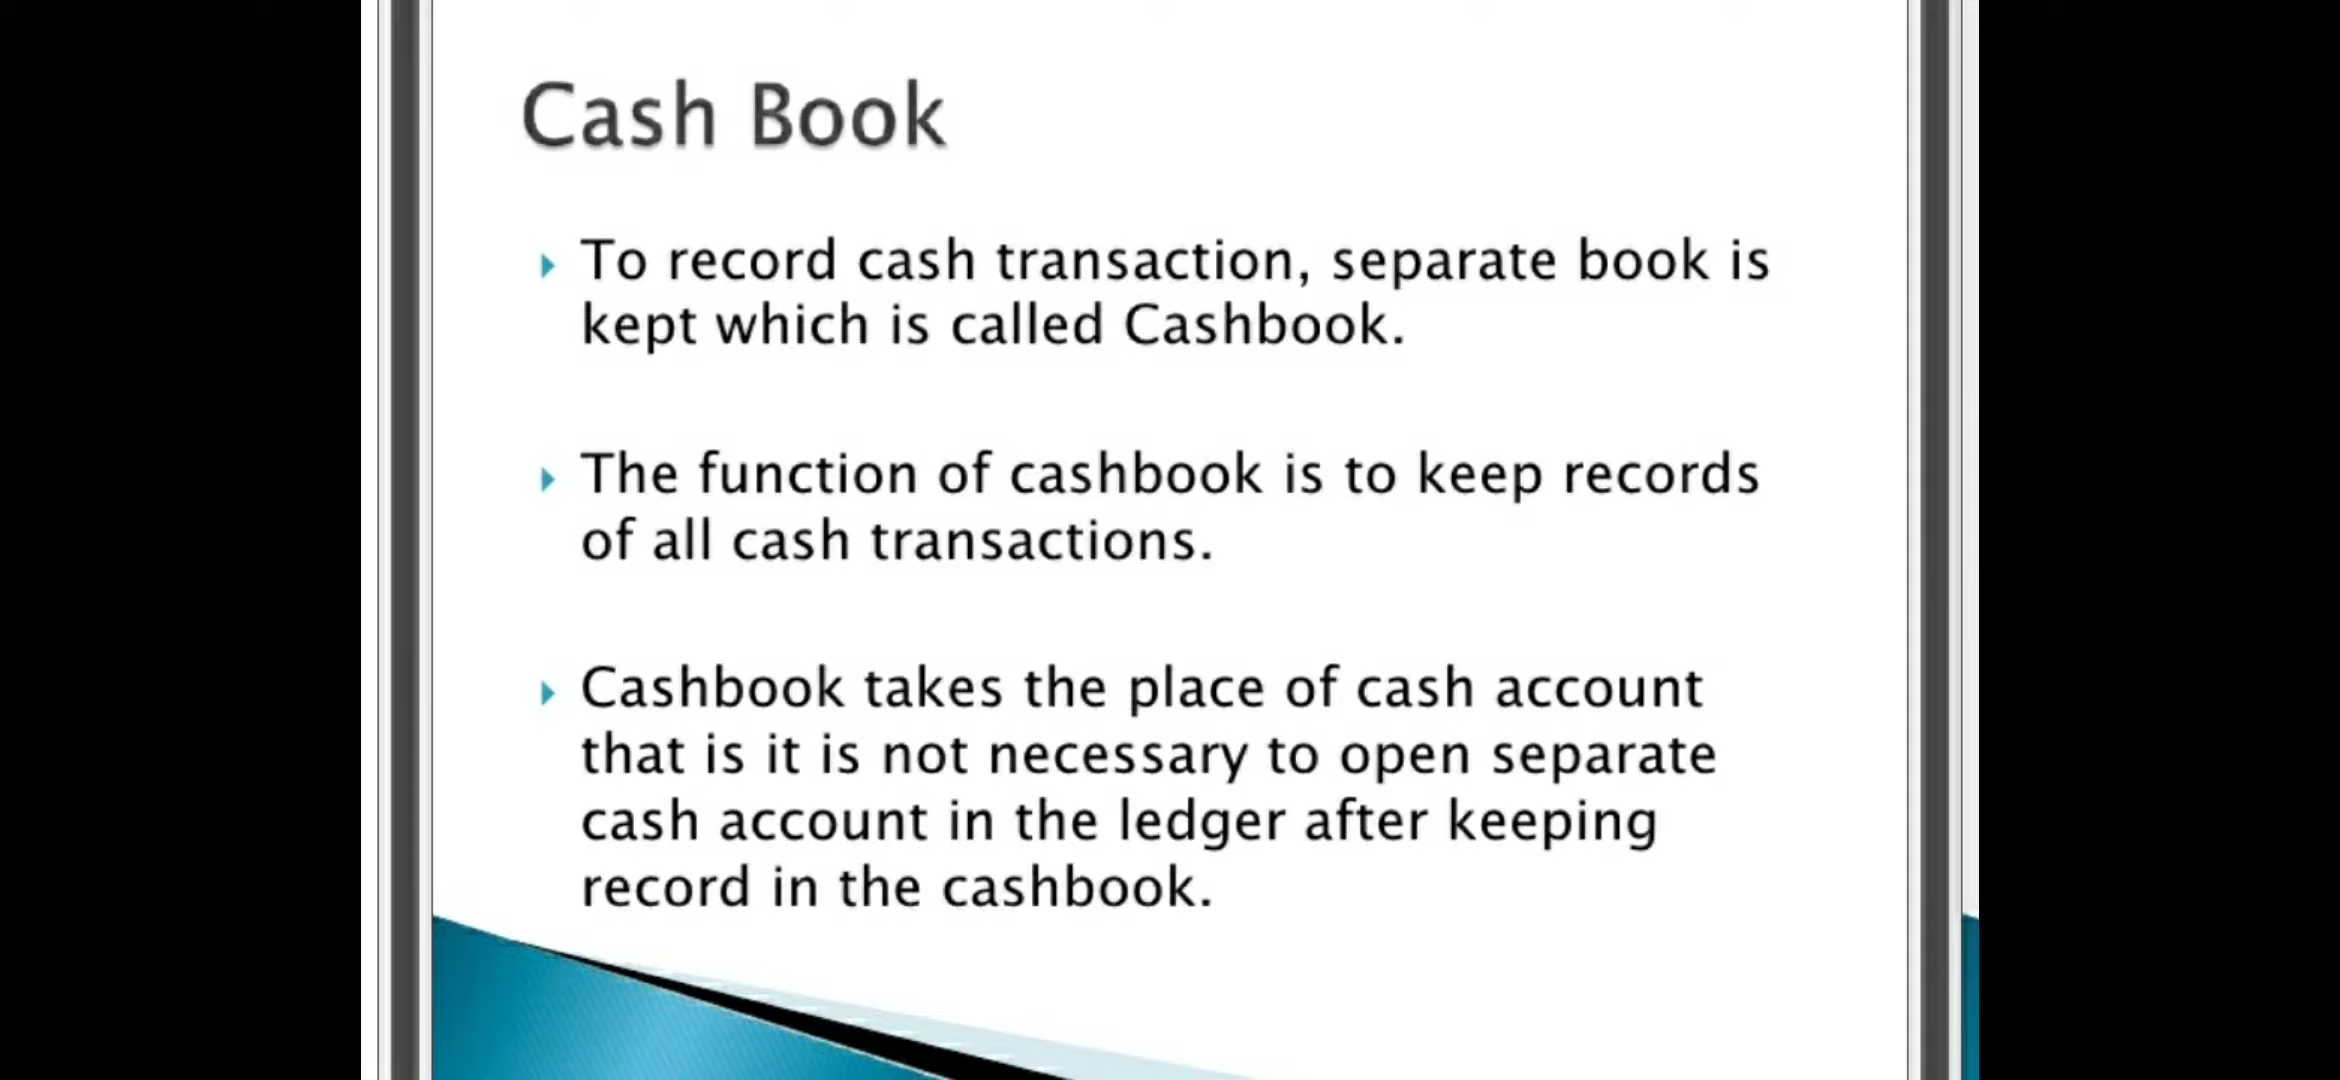 Cash Book
To record cash transaction, separate book is
kept which is called Cashbook.
The function of cashbook is to keep records
of all cash transactions.
Cashbook takes the place of cash account
that is it is not necessary to open separate
cash account in the ledger after keeping
record in the cashbook.